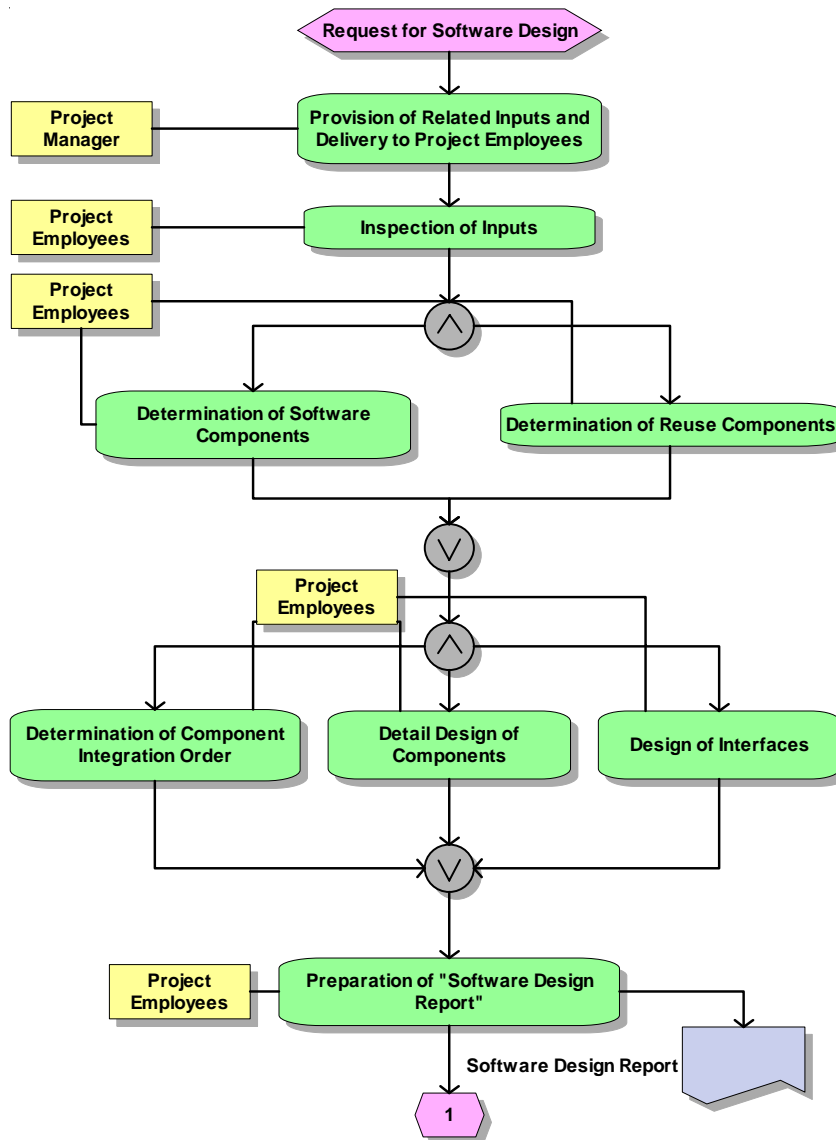 Request for Software Design
Project
Manager
Provision of Related Inputs and
Delivery to Project Employees
Project
Employees
Inspection of Inputs
Project
Employees
Determination of Software
Components
Determination of Reuse Components
Project
Employees
Determination of Component
Integration Order
Detail Design of
Components
Design of Interfaces
Project
Employees
Preparation of "Software Design
Report"
Software Design Report
1